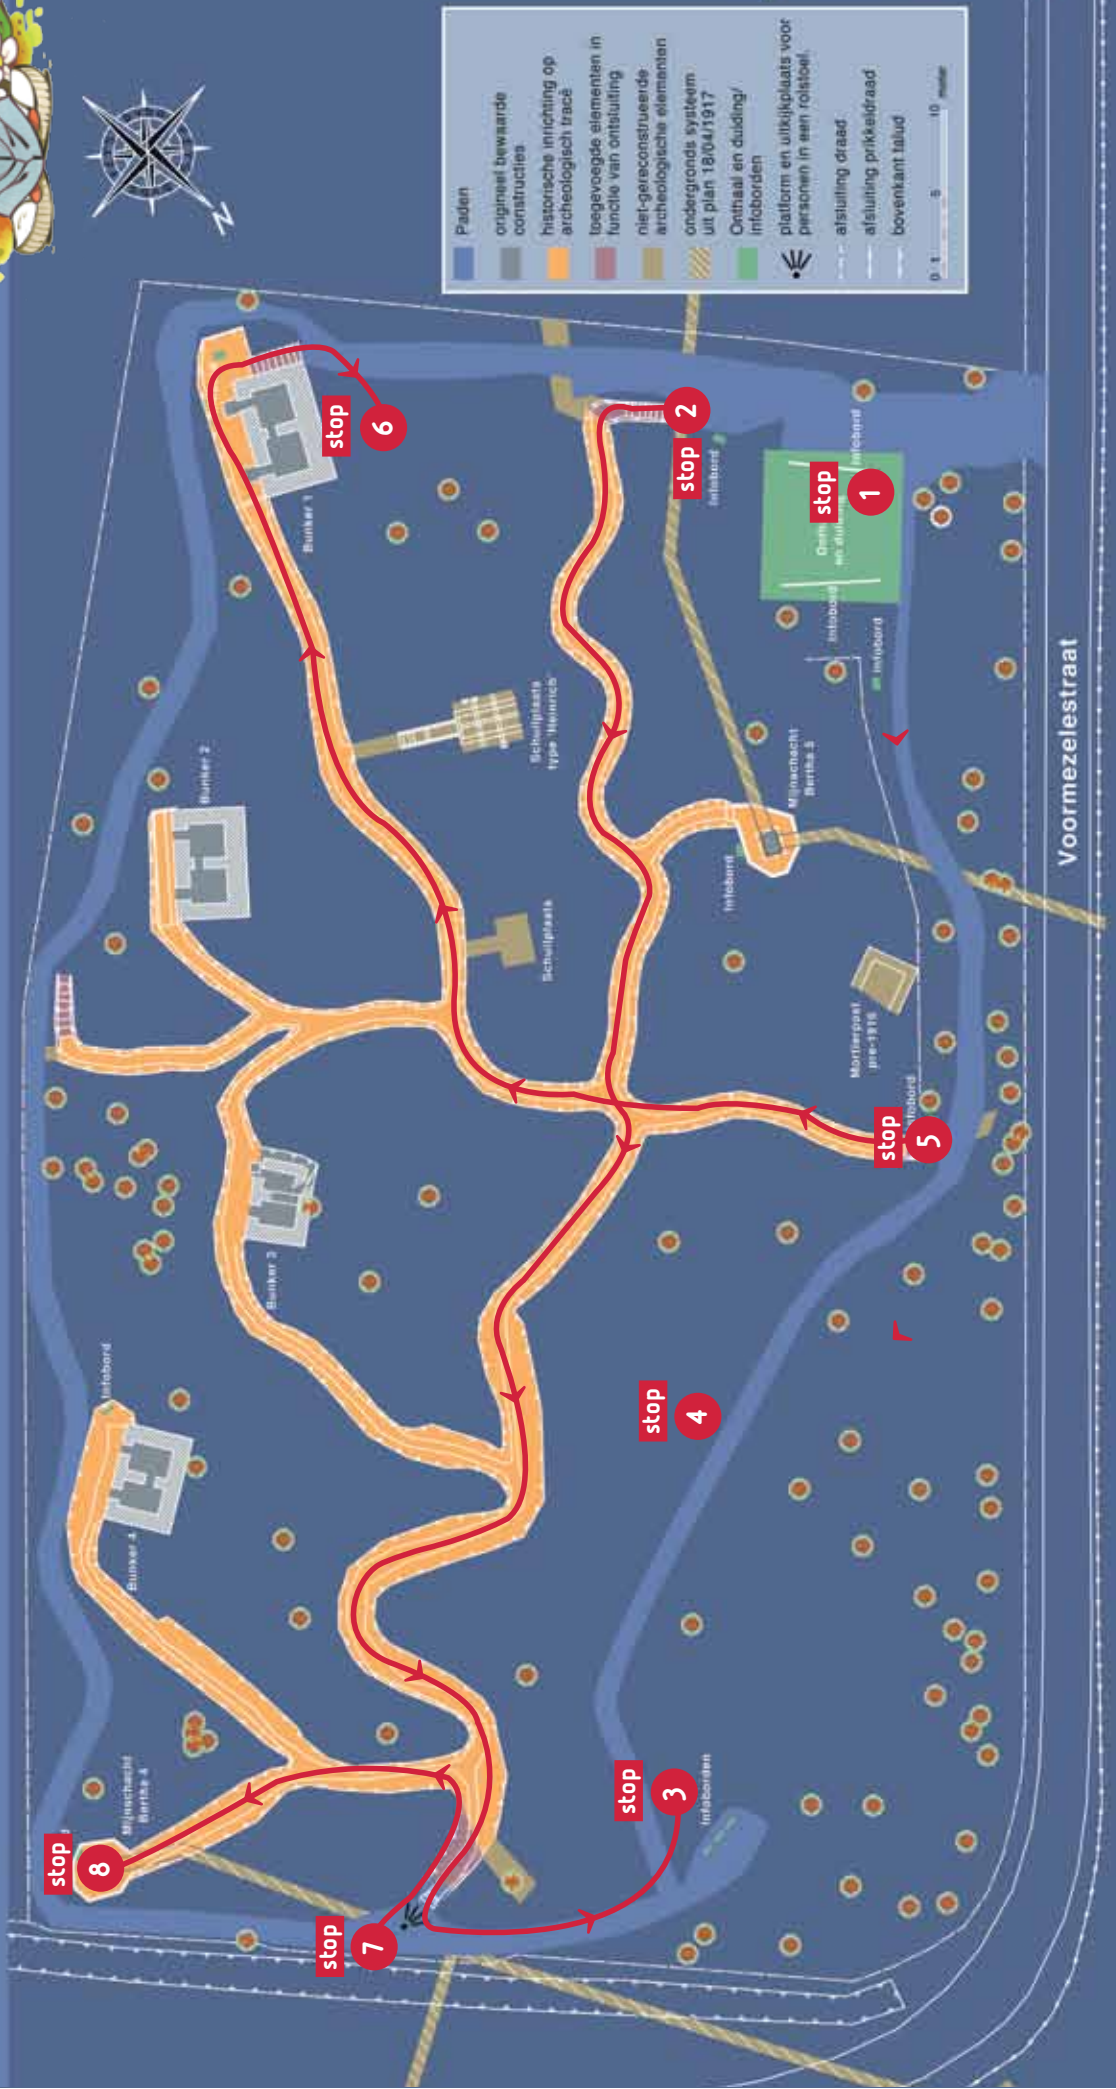 N
Paden
origineel bewaarde
constructies
historische inrichting op
archeologisch tracé
toegevoegde elementen in
functie van ontsluiting
niet-gereconstrueerde
archeologische elementen
ondergronds systeem
uit plan 18/04/1917
Onthaal en duiding/
infoborden
platform en uitkijkplaats voor
personen in een rolstoel.
afsluiting draad
afsluiting prikkeldraad
bovenkant talud
0 1 5 10 meter
stop
8
Mijnschacht
Bertha 4
Bunker 4
Infobord
Bunker 2
Bunker 3
Bunker 1
stop
6
stop
7
Schuilplaats
Schuilplaats
type 'Heinrich'
stop
3
Infoborden
stop
4
stop
2
Infobord
Infobord
Mijnschacht
Bertha 5
stop
1
Infobord
Infobord
Infobord
en
Mortierpost
pre-1916
stop
5
Infobord
Voormezelestraat